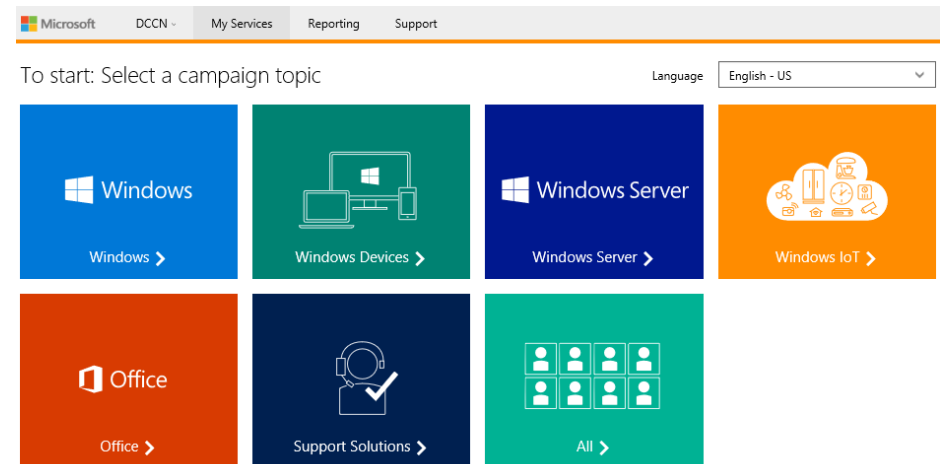 Microsoft DCCN My Services Reporting Support
To start: Select a campaign topic
Language English - US
Windows
Windows
Windows Devices
Windows Server
Windows Server
Windows IoT
Office
Office
Support Solutions
All